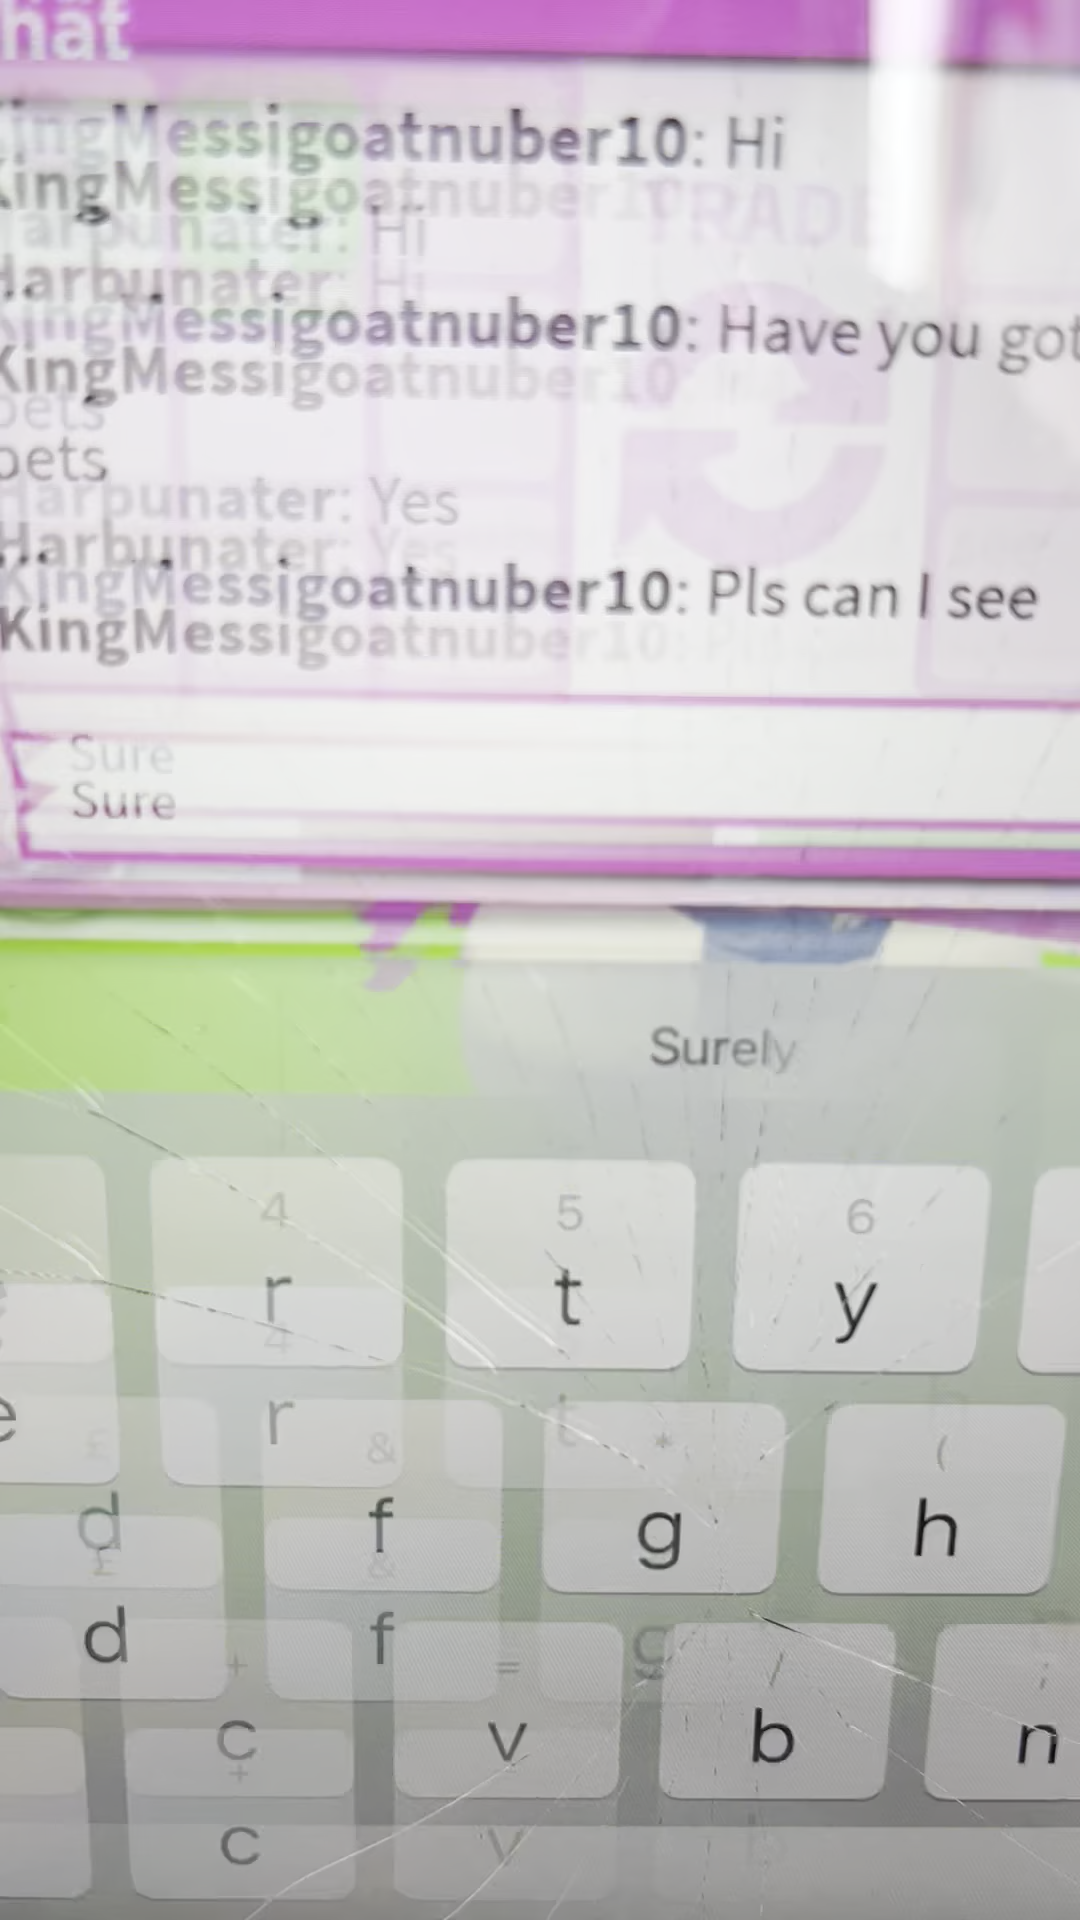 hat
KingMessigoatnuber10: Hi
Harbunater: Hi
KingMessigoatnuber10: Have you got
pets
Harbunater: Yes
KingMessigoatnuber10: Pls can I see
TRADE
Sure
Surely
4 5 6
r t y
e
£ & * (
d f g h
+ = / ;
c v b n